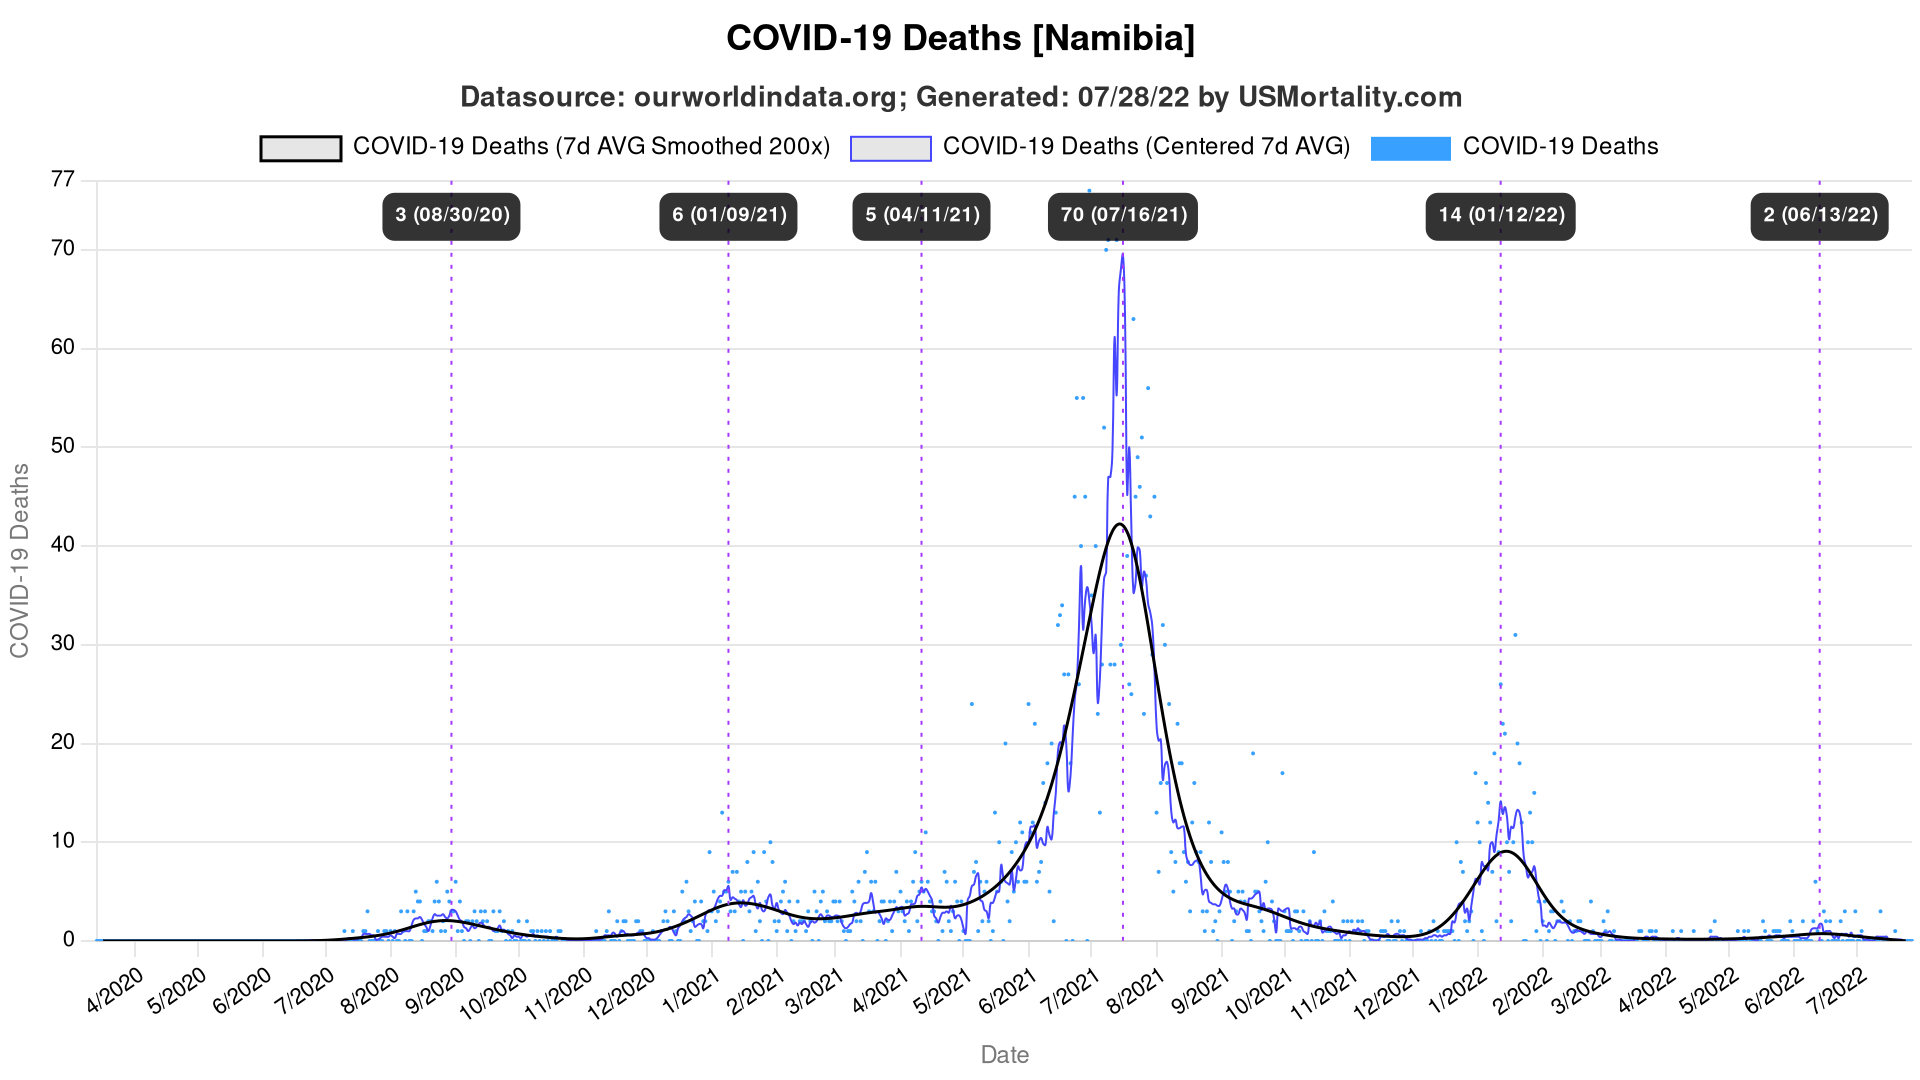 COVID-19 Deaths [Namibia]
Datasource: ourworldindata.org; Generated: 07/28/22 by USMortality.com
COVID-19 Deaths (7d AVG Smoothed 200x) COVID-19 Deaths (Centered 7d AVG) COVID-19 Deaths
77
3 (08/30/20) 6 (01/09/21) 5 (04/11/21) 70 (07/16/21) 14 (01/12/22) 2 (06/13/22)
70
60
50
40
30
20
10
0
COVID-19 Deaths
4/2020 5/2020 6/2020 7/2020 8/2020 9/2020 10/2020 11/2020 12/2020 1/2021 2/2021 3/2021 4/2021 5/2021 6/2021 7/2021 8/2021 9/2021 10/2021 11/2021 12/2021 1/2022 2/2022 3/2022 4/2022 5/2022 6/2022 7/2022
Date